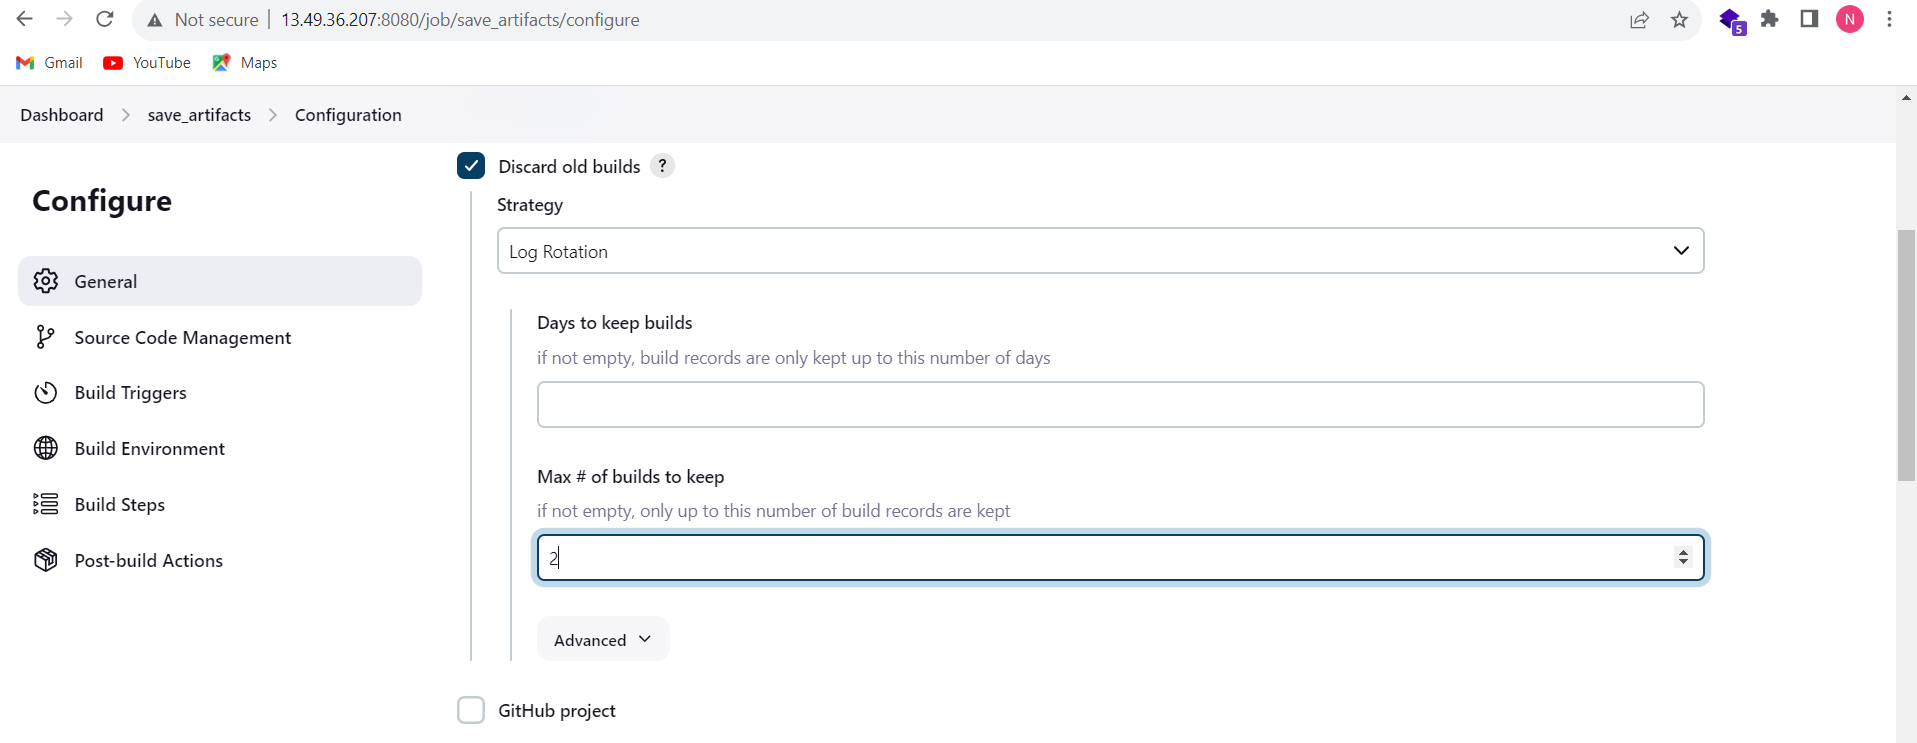 Not secure | 13.49.36.207:8080/job/save_artifacts/configure
5
N
Gmail YouTube Maps
Dashboard > save_artifacts > Configuration
Discard old builds ?
Configure
Strategy
Log Rotation
General
Days to keep builds
Source Code Management
if not empty, build records are only kept up to this number of days
Build Triggers
Build Environment
Max # of builds to keep
Build Steps
if not empty, only up to this number of build records are kept
2
Post-build Actions
Advanced
GitHub project